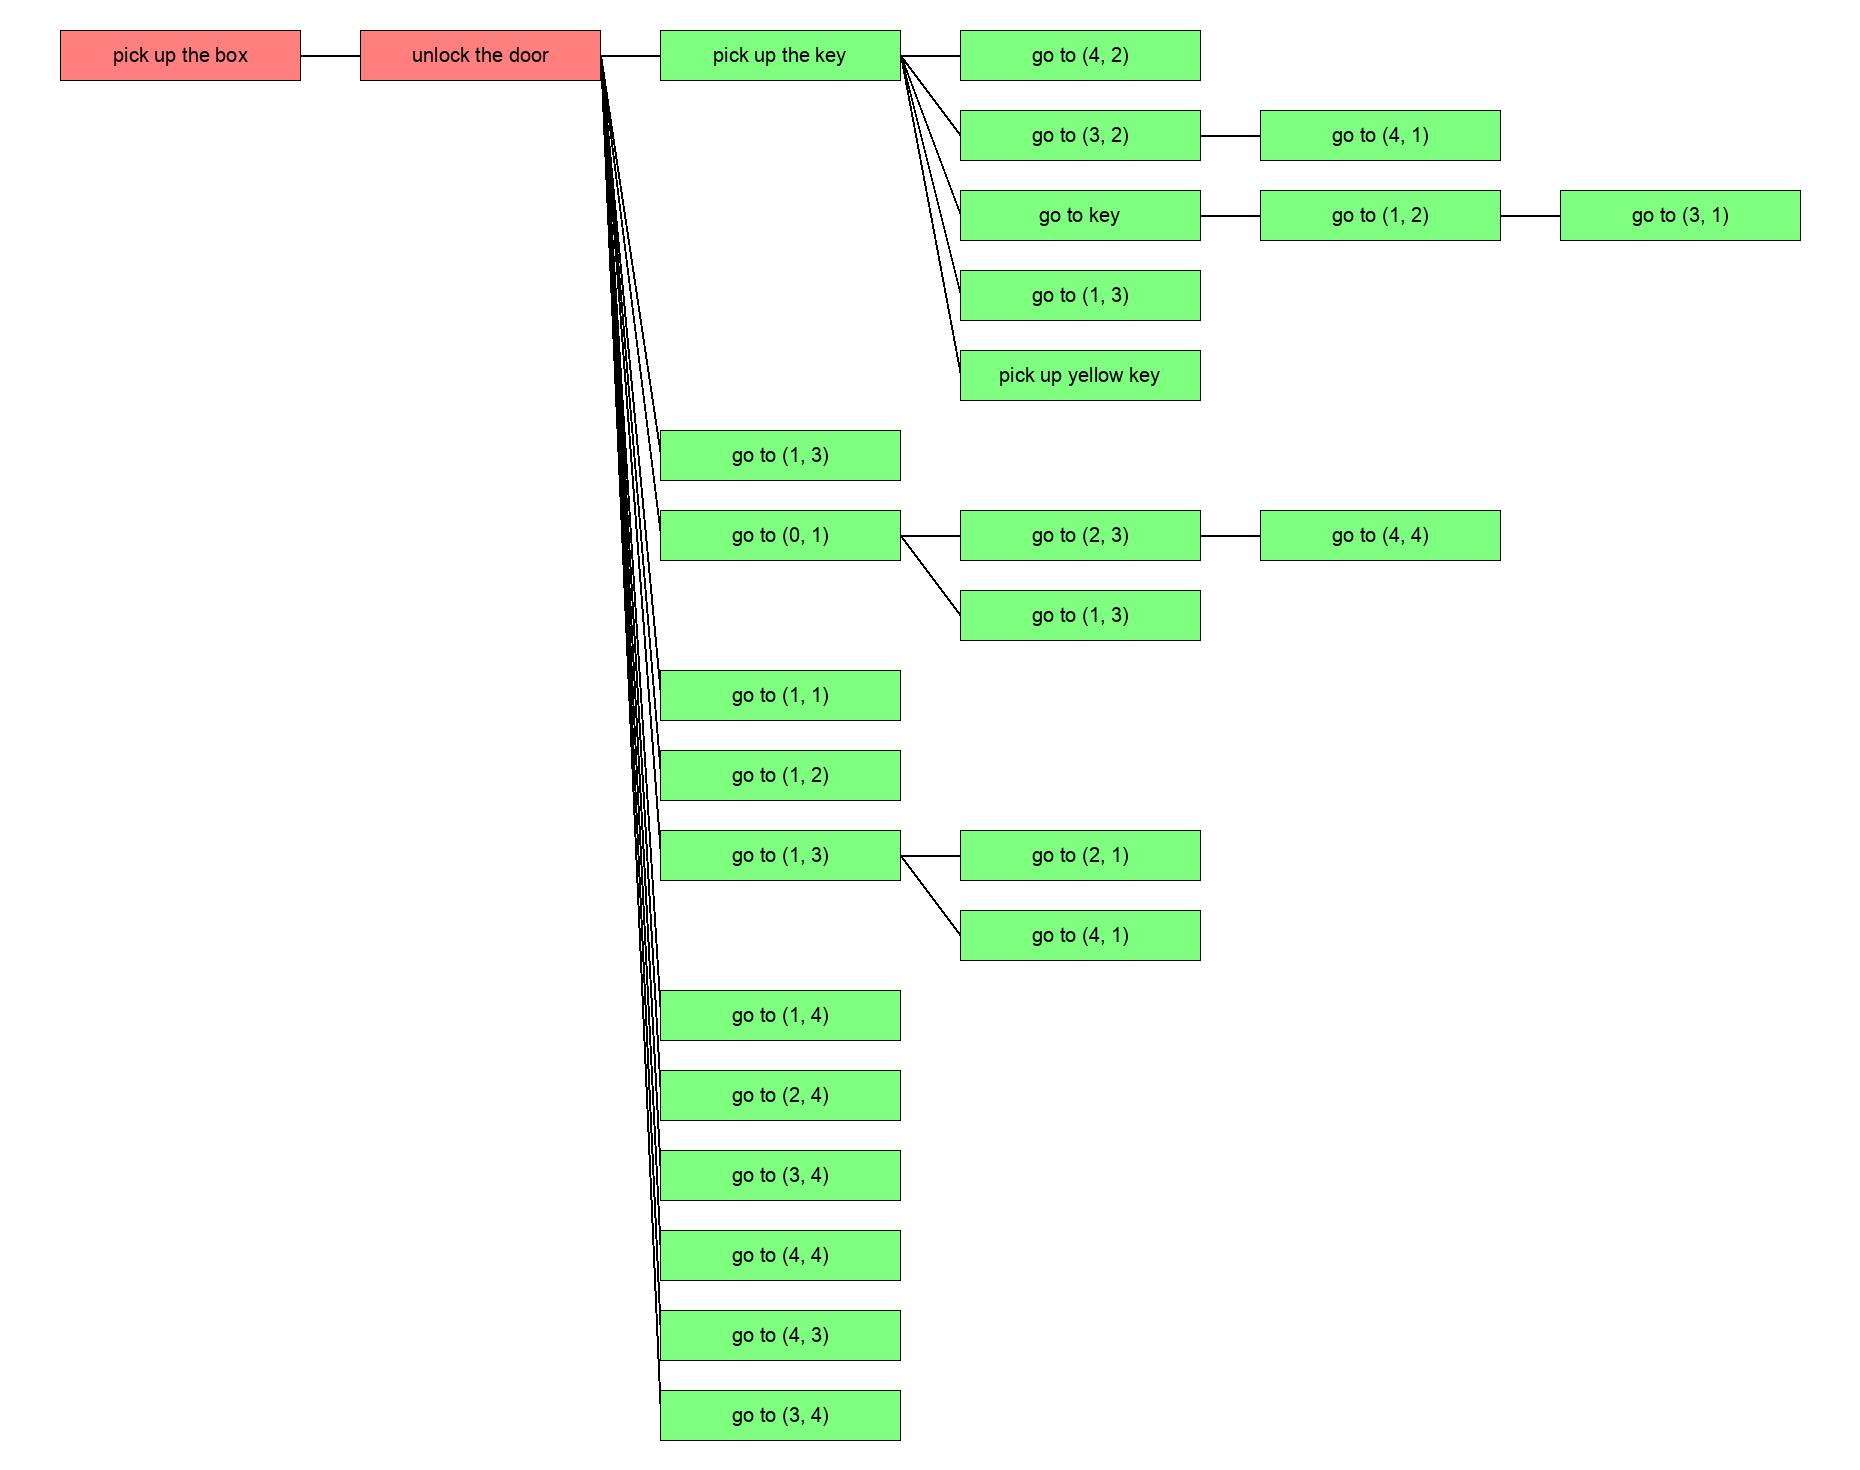 pick up the box
unlock the door
pick up the key
go to (4, 2)
go to (3, 2)
go to (4, 1)
go to key
go to (1, 2)
go to (3, 1)
go to (1, 3)
pick up yellow key
go to (1, 3)
go to (0, 1)
go to (2, 3)
go to (4, 4)
go to (1, 3)
go to (1, 1)
go to (1, 2)
go to (1, 3)
go to (2, 1)
go to (4, 1)
go to (1, 4)
go to (2, 4)
go to (3, 4)
go to (4, 4)
go to (4, 3)
go to (3, 4)